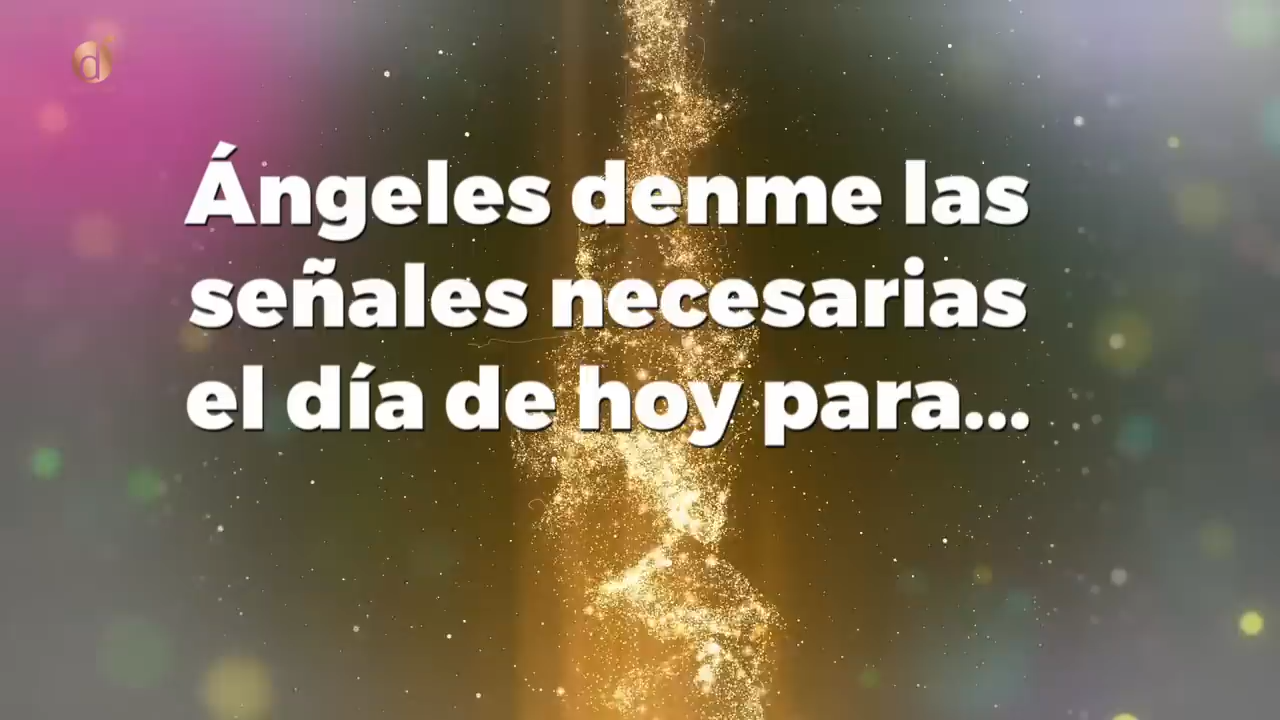 d
Ángeles denme las
señales necesarias
el día de hoy para...